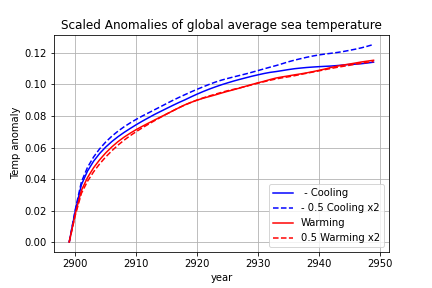 Scaled Anomalies of global average sea temperature
Temp anomaly
0.12
0.10
0.08
0.06
0.04
0.02
0.00
- Cooling
- 0.5 Cooling x2
Warming
0.5 Warming x2
2900 2910 2920 2930 2940 2950
year